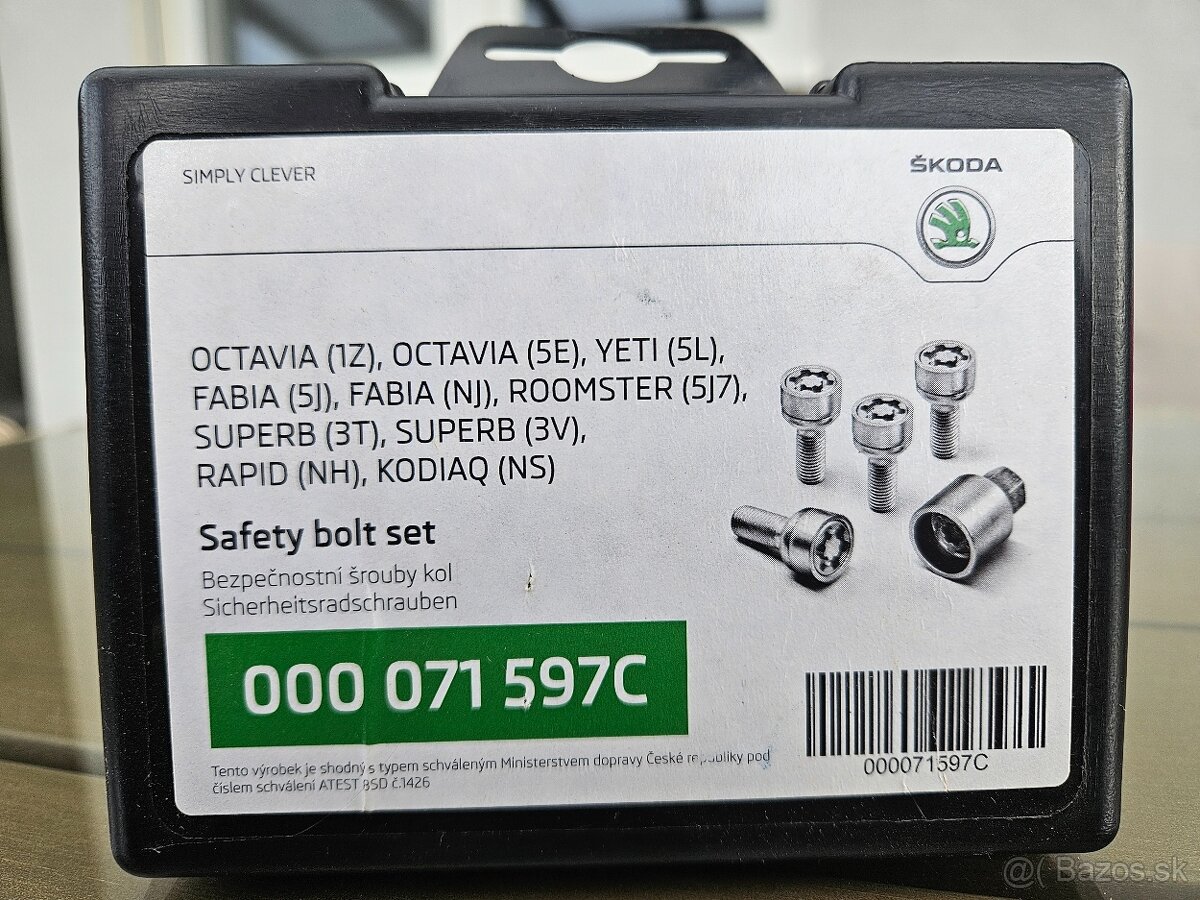 SIMPLY CLEVER
ŠKODA
OCTAVIA (1Z), OCTAVIA (5E), YETI (5L),
FABIA (5J), FABIA (NJ), ROOMSTER (5J7),
SUPERB (3T), SUPERB (3V),
RAPID (NH), KODIAQ (NS)
Safety bolt set
Bezpečnostní šrouby kol
Sicherheitsradschrauben
000 071 597C
Tento výrobek je shodný s typem schváleným Ministerstvem dopravy České pod
číslem schválení ATEST 8SD č.1426
000071597C
@( Bazos.sk